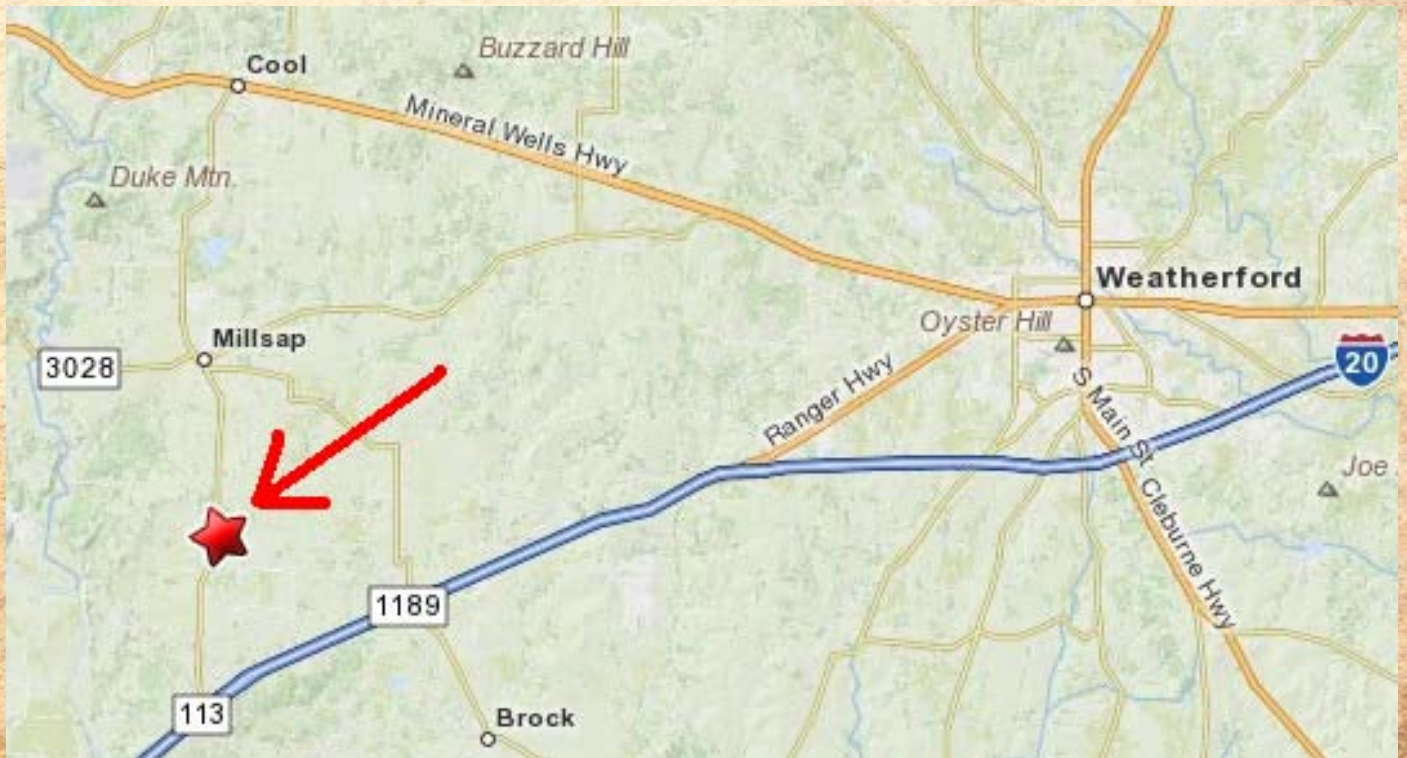 Buzzard Hill
Cool
Mineral Wells Hwy
Duke Mtn.
Weatherford
Oyster Hill
Millsap
3028
20
Ranger Hwy
S Main St
Joe
Cleburne Hwy
1189
113
Brock